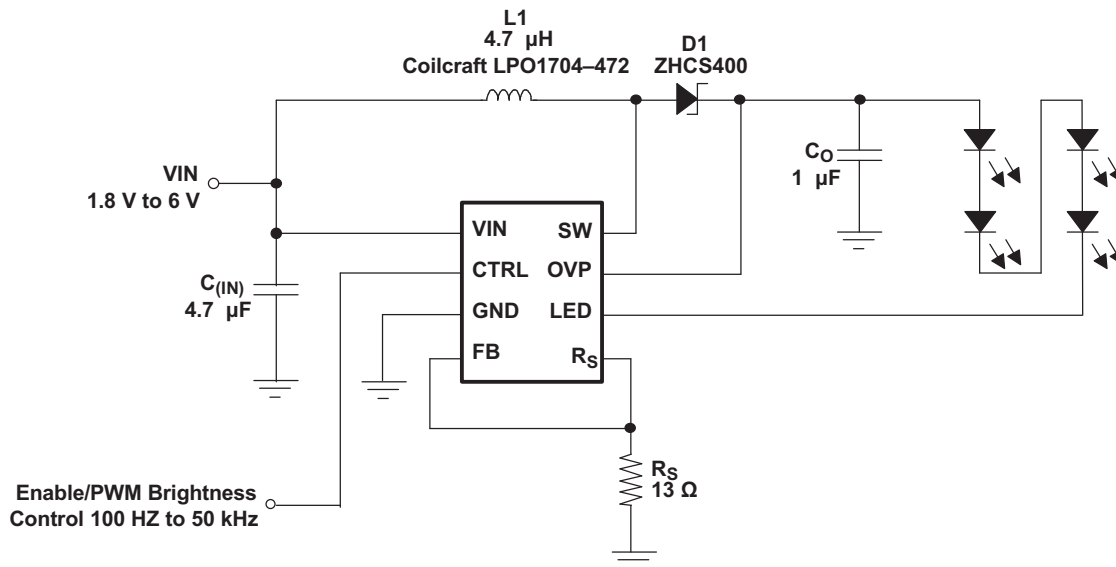 L1
4.7 µH
Coilcraft LPO1704–472
D1
ZHCS400
VIN
1.8 V to 6 V
CO
1 µF
C(IN)
4.7 µF
VIN
SW
CTRL
OVP
GND
LED
FB
RS
RS
13 Ω
Enable/PWM Brightness
Control 100 HZ to 50 kHz